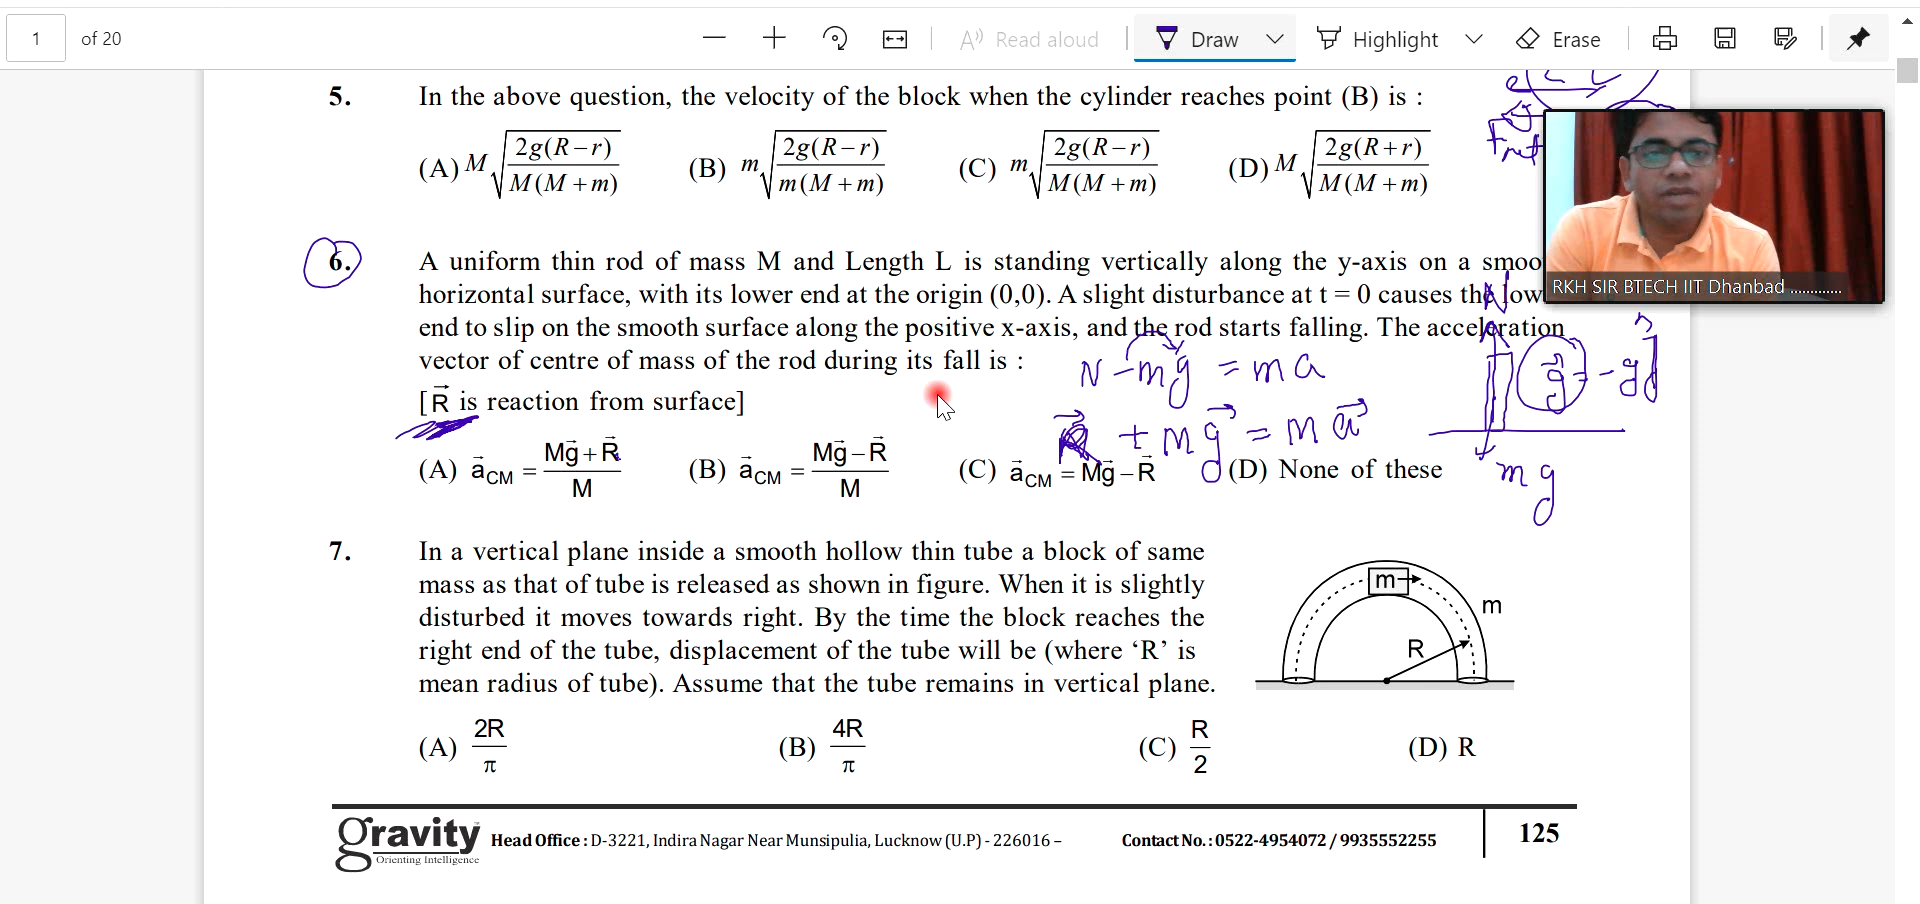 1 of 20 Read aloud Draw Highlight Erase
5. In the above question, the velocity of the block when the cylinder reaches point (B) is :
(A) M√(2g(R−r)/M(M+m)) (B) m√(2g(R−r)/m(M+m)) (C) m√(2g(R−r)/M(M+m)) (D) M√(2g(R+r)/M(M+m))
RKH SIR BTECH IIT Dhanbad .............
6. A uniform thin rod of mass M and Length L is standing vertically along the y-axis on a smoo
horizontal surface, with its lower end at the origin (0,0). A slight disturbance at t = 0 causes the low
end to slip on the smooth surface along the positive x-axis, and the rod starts falling. The acceleration
vector of centre of mass of the rod during its fall is :
N − mg = ma
[R⃗ is reaction from surface]
+ mg⃗ = ma⃗
(A) a⃗CM = (Mg⃗ + R⃗)/M (B) a⃗CM = (Mg⃗ − R⃗)/M (C) a⃗CM = Mg⃗ − R⃗ (D) None of these
N
mg
7. In a vertical plane inside a smooth hollow thin tube a block of same
mass as that of tube is released as shown in figure. When it is slightly
disturbed it moves towards right. By the time the block reaches the
right end of the tube, displacement of the tube will be (where ‘R’ is
mean radius of tube). Assume that the tube remains in vertical plane.
m
m
R
(A) 2R/π (B) 4R/π (C) R/2 (D) R
gravity
Orienting Intelligence
Head Office : D-3221, Indira Nagar Near Munsipulia, Lucknow (U.P) - 226016 – Contact No. : 0522-4954072 / 9935552255 125